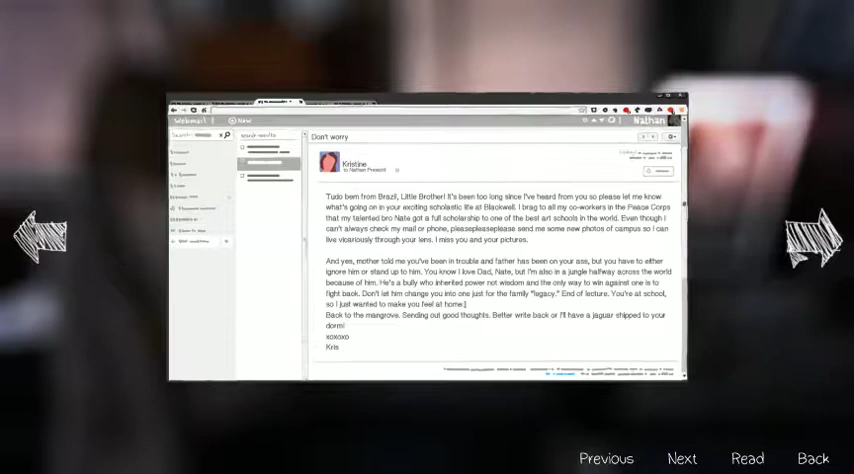 Webmail
New
Nathan
Search:
search results
Don't worry
Kristine
to Nathan Prescott
Tudo bem from Brazil, Little Brother! It's been too long since I've heard from you so please let me know
what's going on in your exciting scholastic life at Blackwell. I brag to all my co-workers in the Peace Corps
that my talented bro Nate got a full scholarship to one of the best art schools in the world. Even though I
can't always check my mail or phone, pleasepleaseplease send me some new photos of campus so I can
live vicariously through your lens. I miss you and your pictures.
And yes, mother told me you've been in trouble and father has been on your ass, but you have to either
ignore him or stand up to him. You know I love Dad, Nate, but I'm also in a jungle halfway across the world
because of him. He's a bully who inherited power not wisdom and the only way to win against one is to
fight back. Don't let him change you into one just for the family "legacy." End of lecture. You're at school,
so I just wanted to make you feel at home:]
Back to the mangrove. Sending out good thoughts. Better write back or I'll have a jaguar shipped to your
dorm!
xoxoxo
Kris
Previous Next Read Back